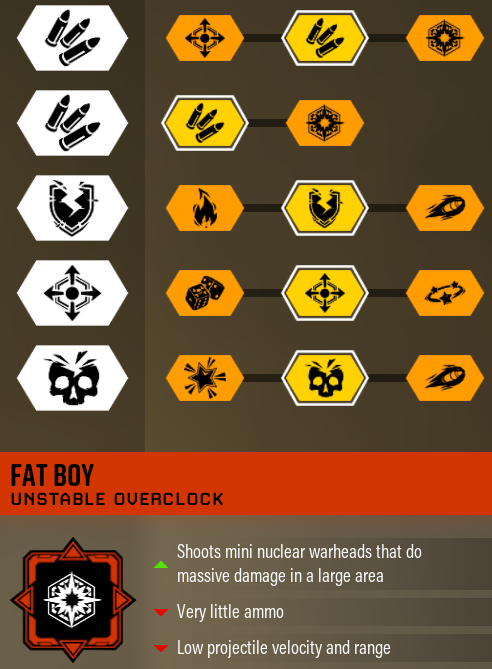 FAT BOY
UNSTABLE OVERCLOCK
Shoots mini nuclear warheads that do
massive damage in a large area
Very little ammo
Low projectile velocity and range